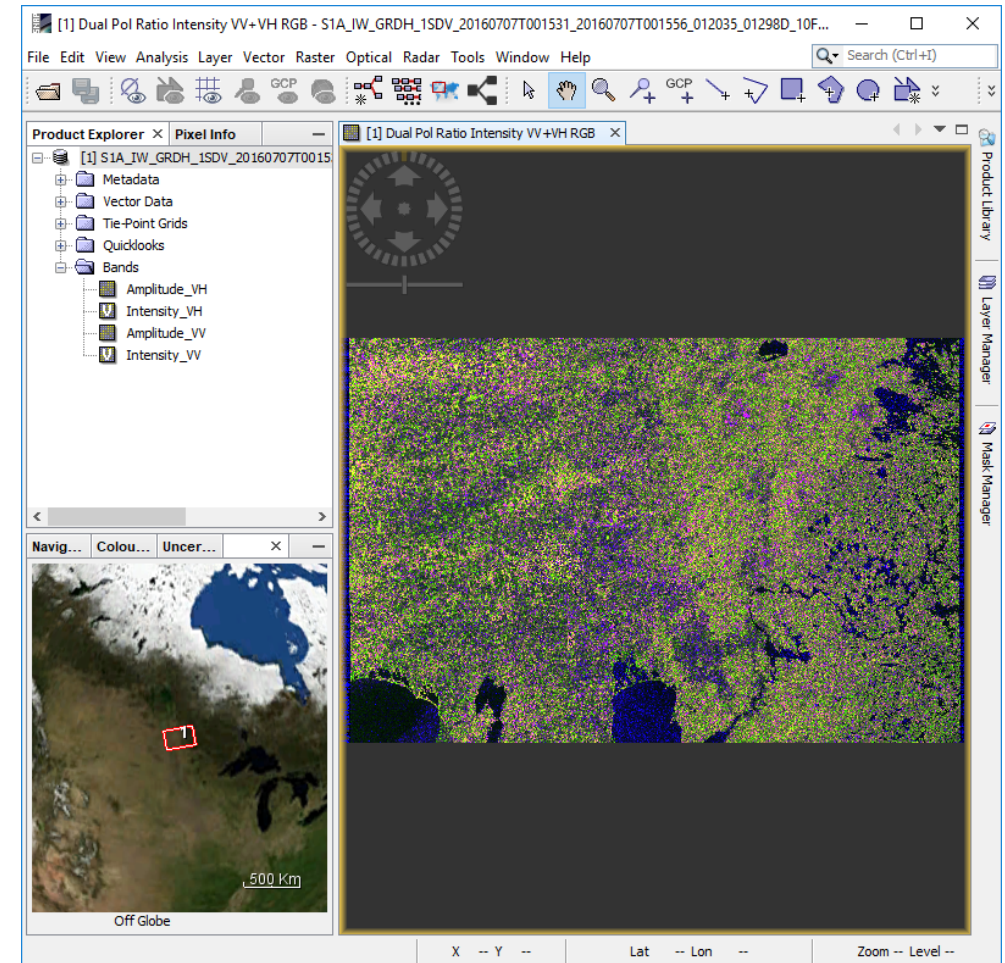 [1] Dual Pol Ratio Intensity VV+VH RGB - S1A_IW_GRDH_1SDV_20160707T001531_20160707T001556_012035_01298D_10F...
File Edit View Analysis Layer Vector Raster Optical Radar Tools Window Help
Search (Ctrl+I)
GCP
GCP
Product Explorer Pixel Info
[1] Dual Pol Ratio Intensity VV+VH RGB
[1] S1A_IW_GRDH_1SDV_20160707T0015
Metadata
Vector Data
Tie-Point Grids
Quicklooks
Bands
Amplitude_VH
Intensity_VH
Amplitude_VV
Intensity_VV
Product Library
Layer Manager
Mask Manager
Navig... Colou... Uncer...
1
500 Km
Off Globe
X -- Y -- Lat -- Lon -- Zoom -- Level --